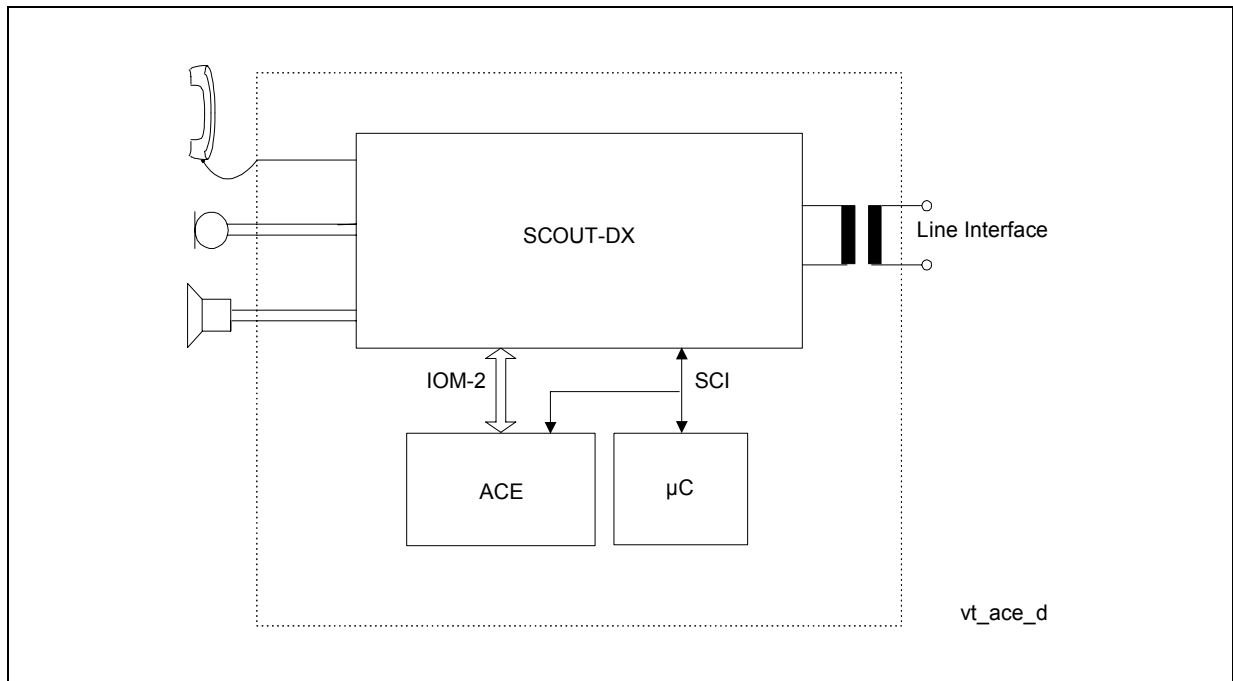 SCOUT-DX
Line Interface
IOM-2
SCI
ACE
µC
vt_ace_d